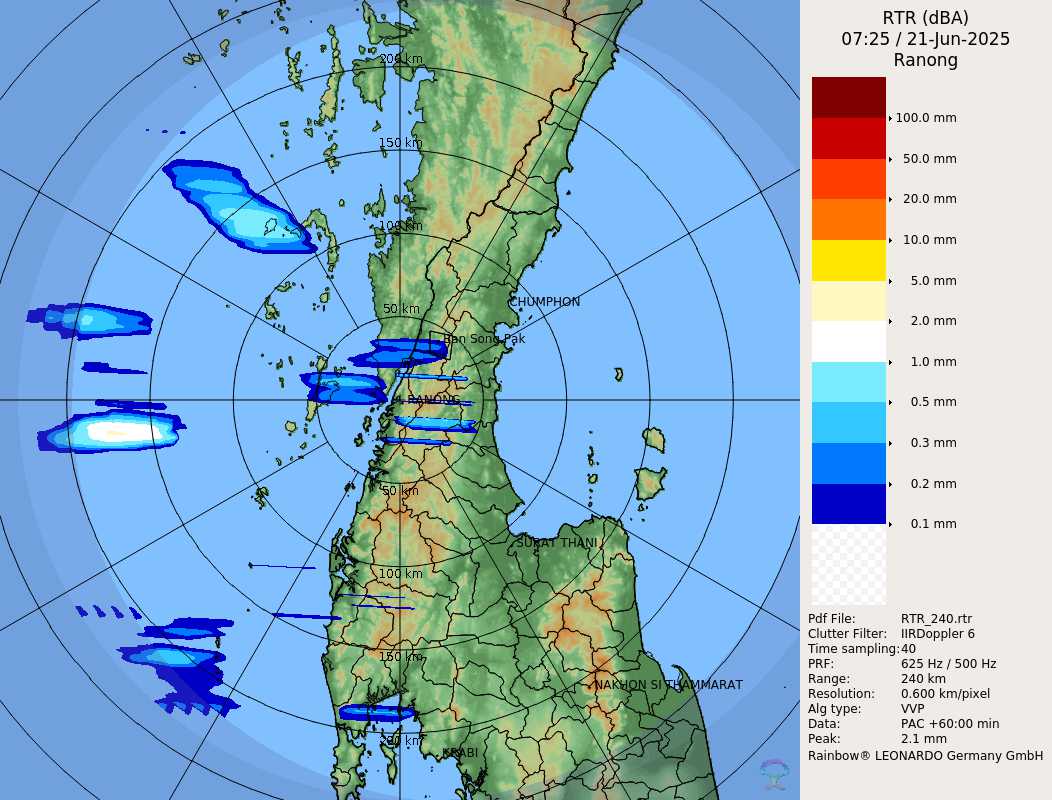 RTR (dBA)
07:25 / 21-Jun-2025
Ranong
200 km
150 km
100 km
50 km
CHUMPHON
Ban Song Pak
RANONG
50 km
SURAT THANI
100 km
150 km
NAKHON SI THAMMARAT
200 km
KRABI
100.0 mm
50.0 mm
20.0 mm
10.0 mm
5.0 mm
2.0 mm
1.0 mm
0.5 mm
0.3 mm
0.2 mm
0.1 mm
Pdf File: RTR_240.rtr
Clutter Filter: IIRDoppler 6
Time sampling:40
PRF: 625 Hz / 500 Hz
Range: 240 km
Resolution: 0.600 km/pixel
Alg type: VVP
Data: PAC +60:00 min
Peak: 2.1 mm
Rainbow® LEONARDO Germany GmbH